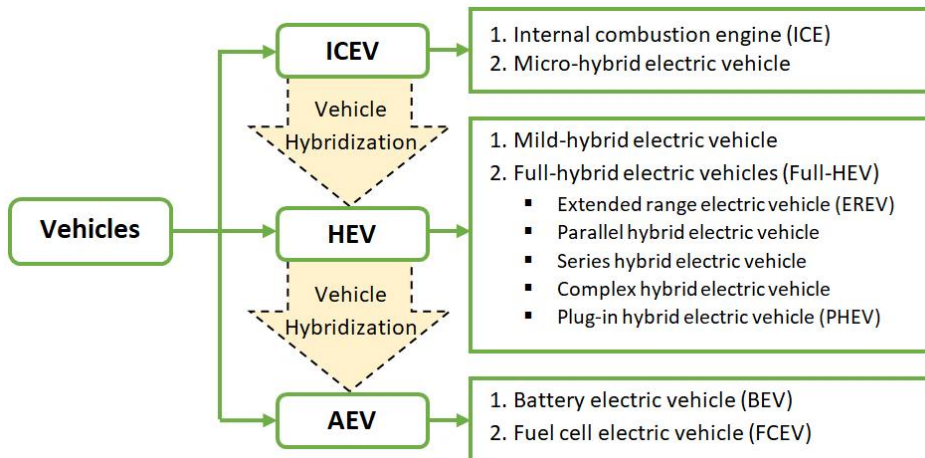 ICEV
1. Internal combustion engine (ICE)
2. Micro-hybrid electric vehicle
Vehicle
Hybridization
Vehicles
HEV
1. Mild-hybrid electric vehicle
2. Full-hybrid electric vehicles (Full-HEV)
▪ Extended range electric vehicle (EREV)
▪ Parallel hybrid electric vehicle
▪ Series hybrid electric vehicle
▪ Complex hybrid electric vehicle
▪ Plug-in hybrid electric vehicle (PHEV)
Vehicle
Hybridization
AEV
1. Battery electric vehicle (BEV)
2. Fuel cell electric vehicle (FCEV)